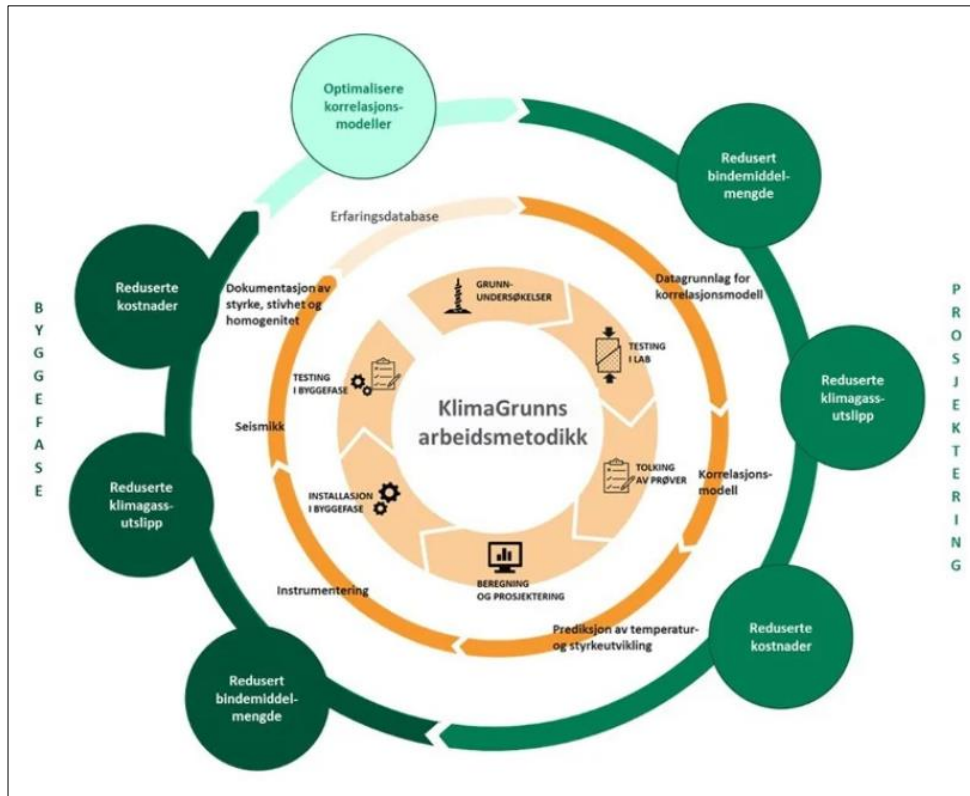 Optimalisere
korrelasjons-
modeller
Redusert
bindemiddel-
mengde
Erfaringsdatabase
Reduserte
kostnader
Dokumentasjon av
styrke, stivhet og
homogenitet
GRUNN-
UNDERSØKELSER
Datagrunnlag for
korrelasjonsmodell
BYGGEFASE
PROSJEKTERING
TESTING
I LAB
TESTING
I BYGGEFASE
Reduserte
klimagass-
utslipp
KlimaGrunns
arbeidsmetodikk
Seismikk
TOLKING
AV PRØVER
Korrelasjons-
modell
Reduserte
klimagass-
utslipp
INSTALLASJON
I BYGGEFASE
BEREGNING
OG PROSJEKTERING
Instrumentering
Prediksjon av temperatur-
og styrkeutvikling
Reduserte
kostnader
Redusert
bindemiddel-
mengde